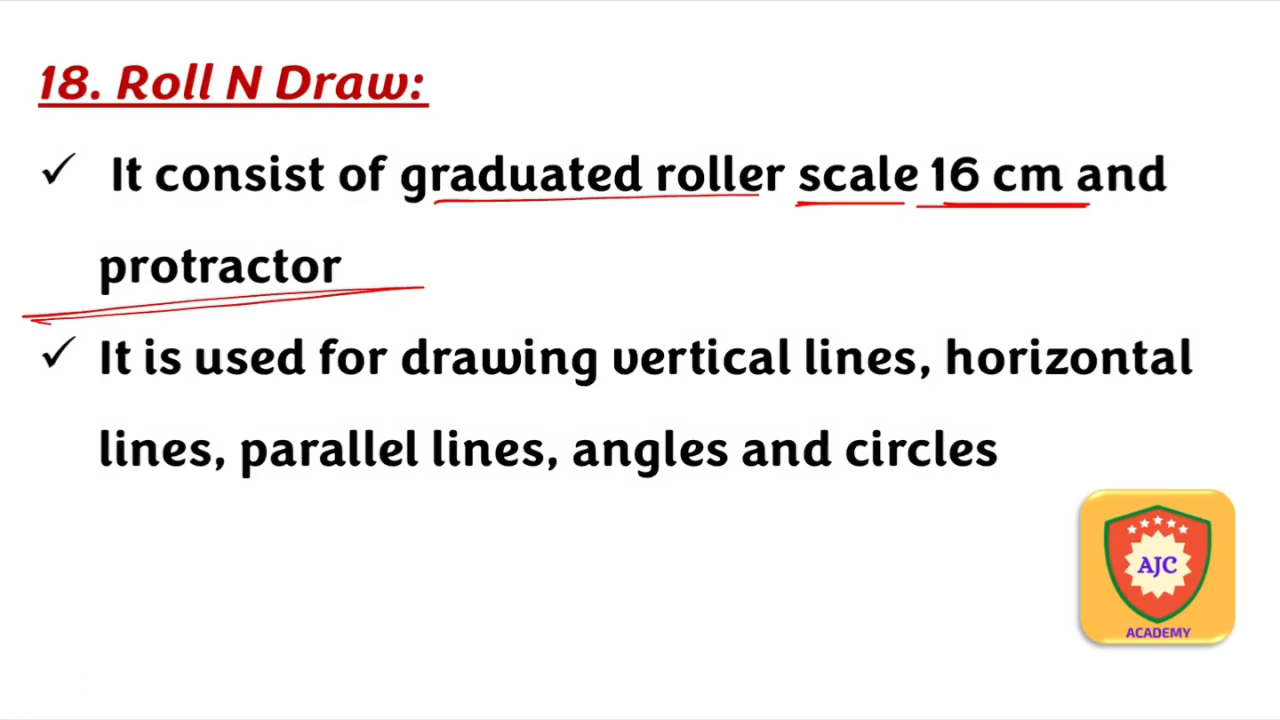 18. Roll N Draw:
✓ It consist of graduated roller scale 16 cm and
protractor
✓ It is used for drawing vertical lines, horizontal
lines, parallel lines, angles and circles
AJC
ACADEMY